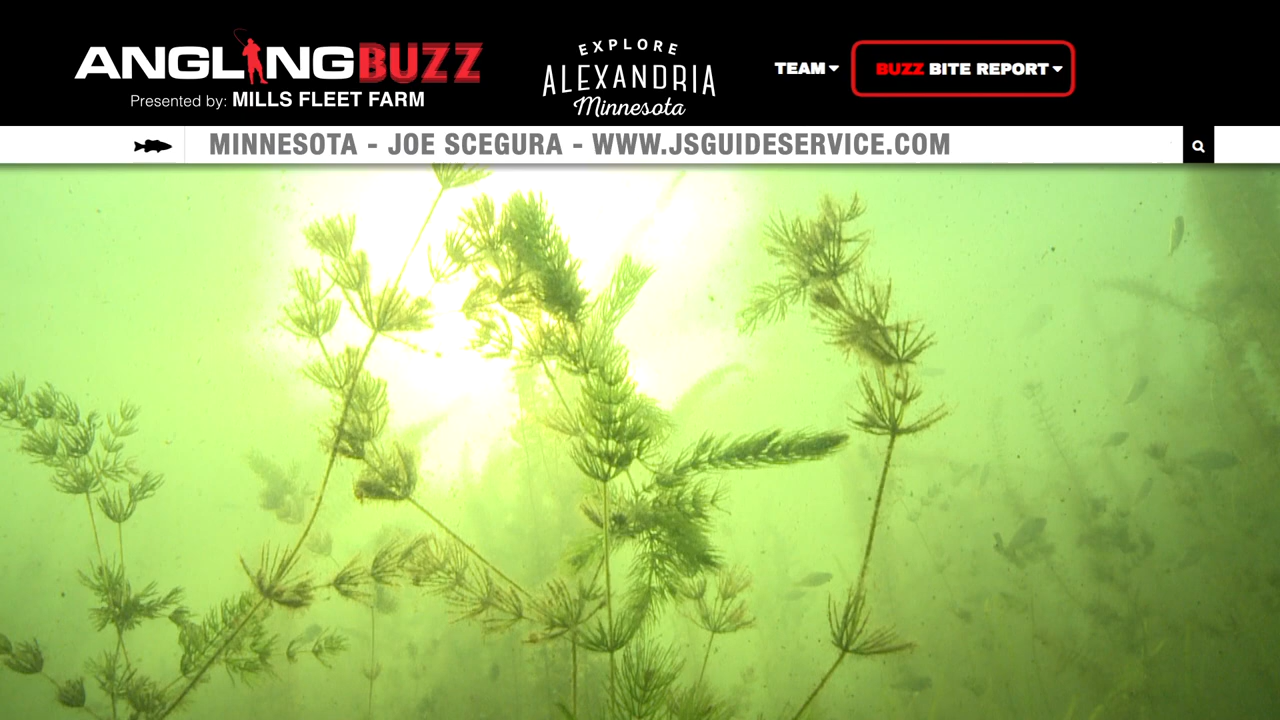 ANGLINGBUZZ
Presented by: MILLS FLEET FARM
EXPLORE
ALEXANDRIA
Minnesota
TEAM
BUZZ BITE REPORT
MINNESOTA - JOE SCEGURA - WWW.JSGUIDESERVICE.COM